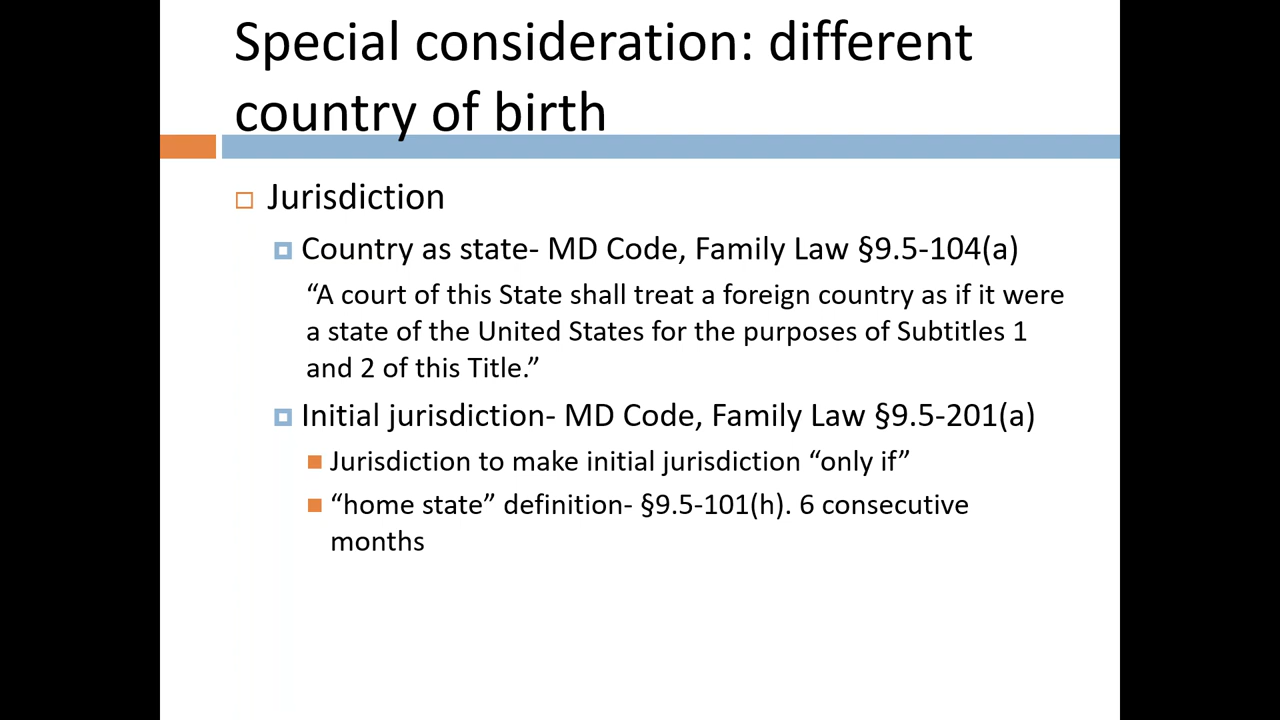 Special consideration: different
country of birth
Jurisdiction
Country as state- MD Code, Family Law §9.5-104(a)
“A court of this State shall treat a foreign country as if it were
a state of the United States for the purposes of Subtitles 1
and 2 of this Title.”
Initial jurisdiction- MD Code, Family Law §9.5-201(a)
Jurisdiction to make initial jurisdiction “only if”
“home state” definition- §9.5-101(h). 6 consecutive
months